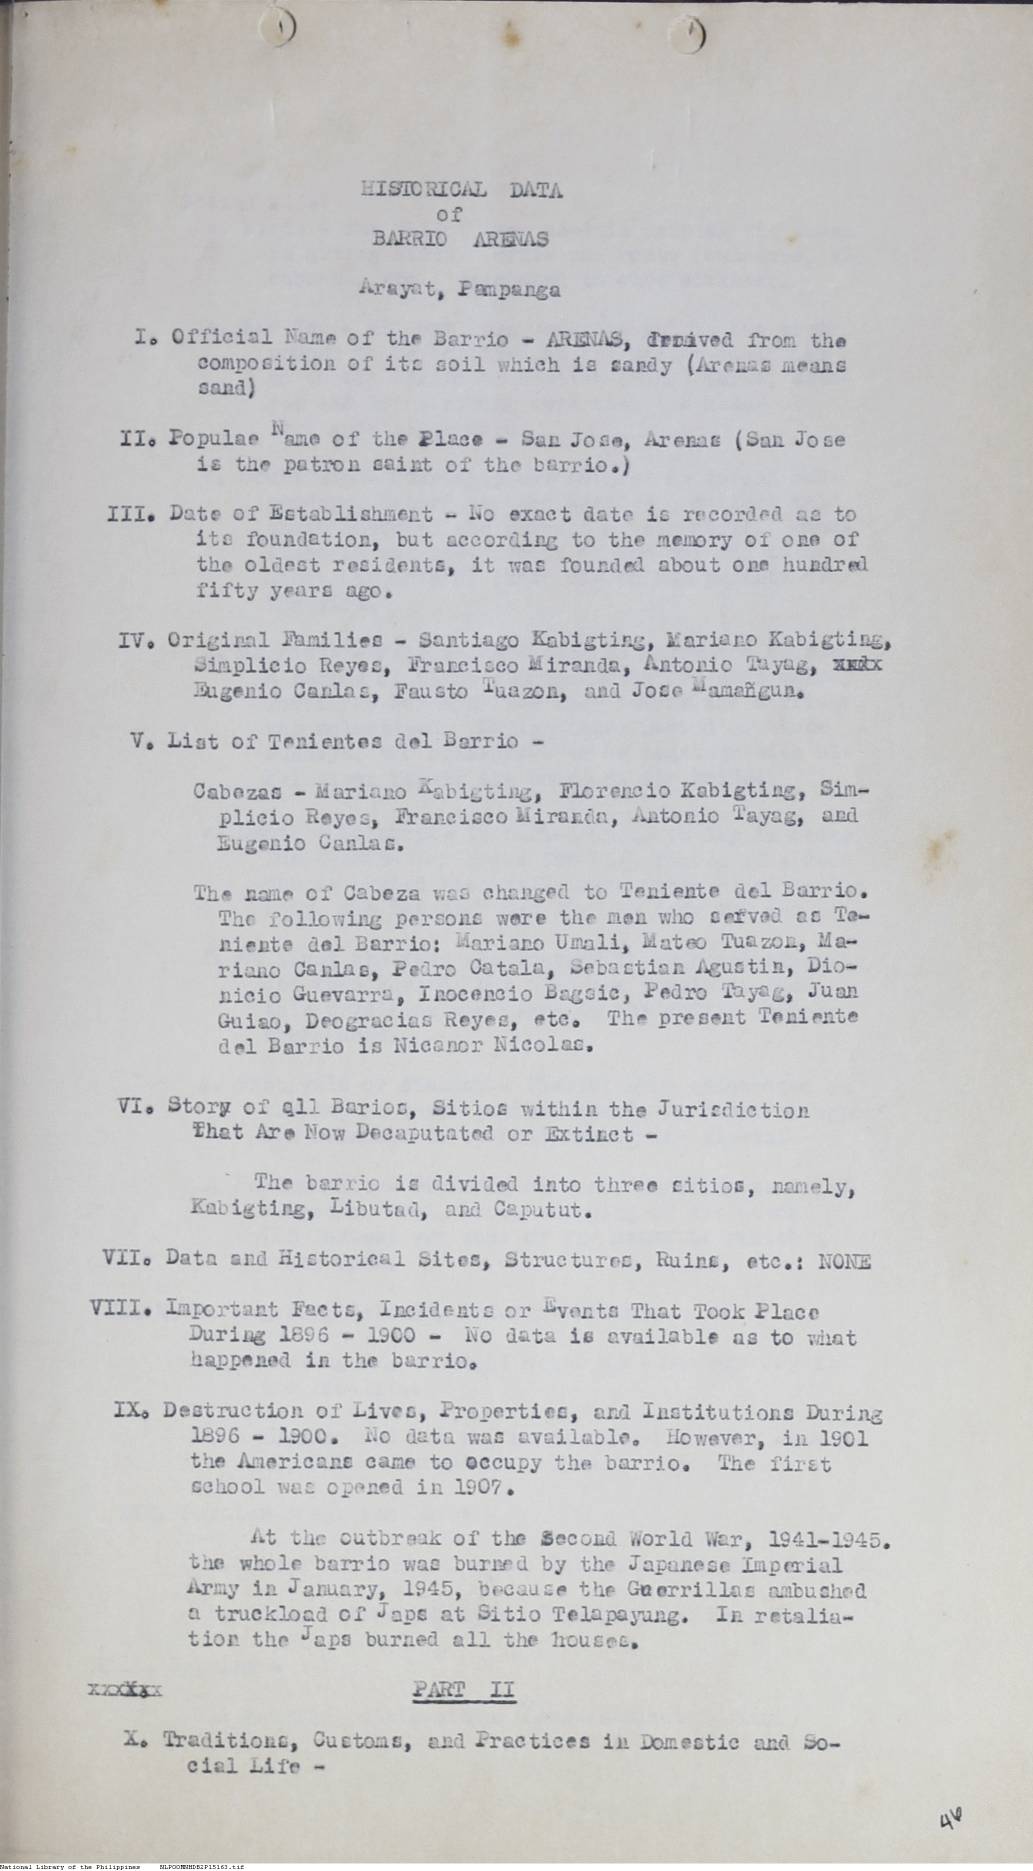 HISTORICAL DATA
of
BARRIO ARENAS
Arayat, Pampanga
I. Official Name of the Barrio - ARENAS, derived from the
composition of its soil which is sandy (Arenas means
sand)
II. Populae Name of the Place - San Jose, Arenas (San Jose
is the patron saint of the barrio.)
III. Date of Establishment - No exact date is recorded as to
its foundation, but according to the memory of one of
the oldest residents, it was founded about one hundred
fifty years ago.
IV. Original Families - Santiago Kabigting, Mariano Kabigting,
Simplicio Reyes, Francisco Miranda, Antonio Tayag, xxxx
Eugenio Canlas, Fausto Tuazon, and Jose Mamañgun.
V. List of Tenientes del Barrio -
Cabezas - Mariano Kabigting, Florencio Kabigting, Sim-
plicio Reyes, Francisco Miranda, Antonio Tayag, and
Eugenio Canlas.
The name of Cabeza was changed to Teniente del Barrio.
The following persons were the men who served as Te-
niente del Barrio: Mariano Umali, Mateo Tuazon, Ma-
riano Canlas, Pedro Catala, Sebastian Agustin, Dio-
nicio Guevarra, Inocencio Bagsic, Pedro Tayag, Juan
Guiao, Deogracias Reyes, etc. The present Teniente
del Barrio is Nicanor Nicolas.
VI. Story of all Barios, Sitios within the Jurisdiction
That Are Now Decaputated or Extinct -
The barrio is divided into three sitios, namely,
Kabigting, Libutad, and Caputut.
VII. Data and Historical Sites, Structures, Ruins, etc.: NONE
VIII. Important Facts, Incidents or Events That Took Place
During 1896 - 1900 - No data is available as to what
happened in the barrio.
IX. Destruction of Lives, Properties, and Institutions During
1896 - 1900. No data was available. However, in 1901
the Americans came to occupy the barrio. The first
school was opened in 1907.
At the outbreak of the Second World War, 1941-1945.
the whole barrio was burned by the Japanese Imperial
Army in January, 1945, because the Guerrillas ambushed
a truckload of Japs at Sitio Telapayung. In retalia-
tion the Japs burned all the houses.
xxxXxx PART II
X. Traditions, Customs, and Practices in Domestic and So-
cial Life -
46
National Library of the Philippines NLPOOMNHDB2P15163.tif